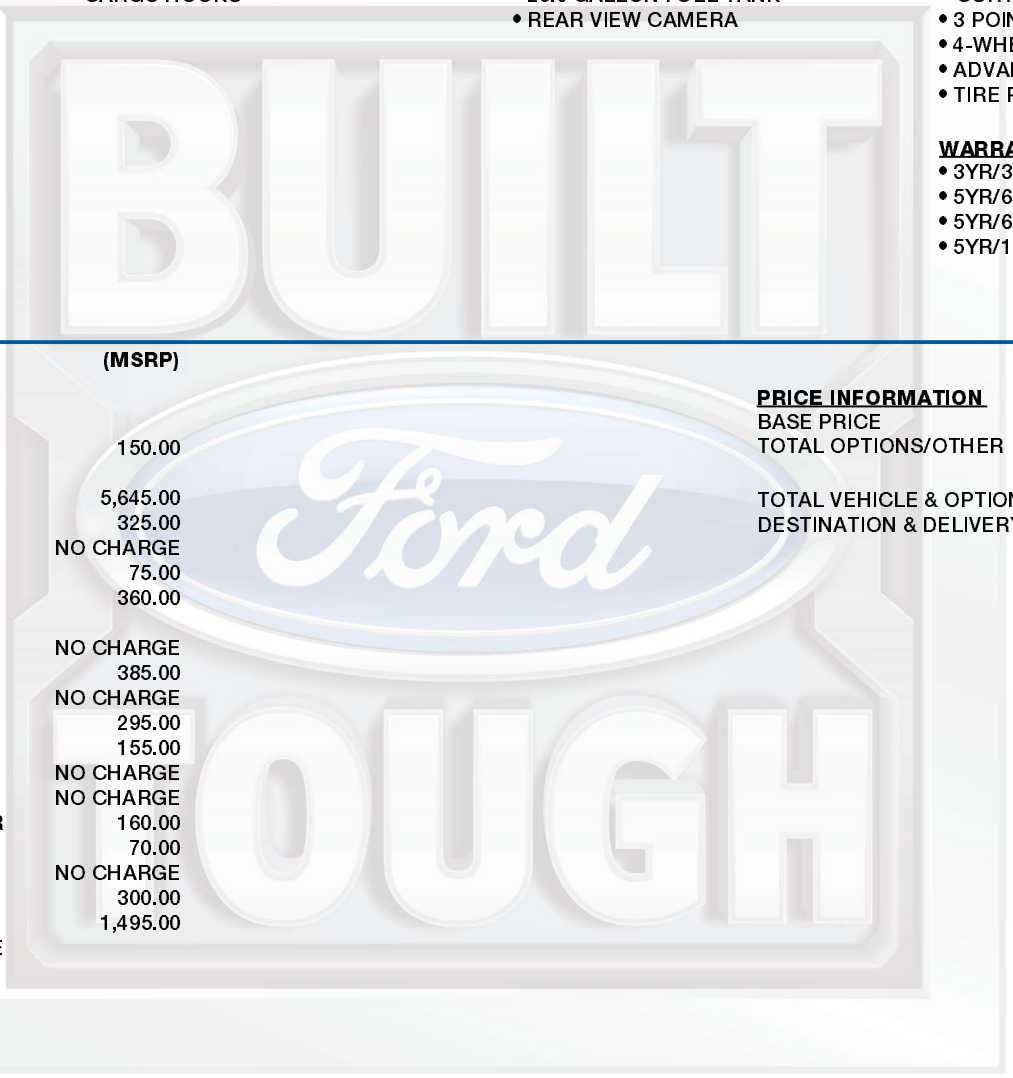 CARGO HOOKS
GALLON FUEL TANK
• REAR VIEW CAMERA
• 3 POIN
• 4-WHE
• ADVAN
• TIRE P
WARRA
• 3YR/3
• 5YR/6
• 5YR/6
• 5YR/1
BUILT
Ford
TOUGH
(MSRP)
150.00
5,645.00
325.00
NO CHARGE
75.00
360.00
NO CHARGE
385.00
NO CHARGE
295.00
155.00
NO CHARGE
NO CHARGE
R 160.00
70.00
NO CHARGE
300.00
1,495.00
E
PRICE INFORMATION
BASE PRICE
TOTAL OPTIONS/OTHER
TOTAL VEHICLE & OPTION
DESTINATION & DELIVERY